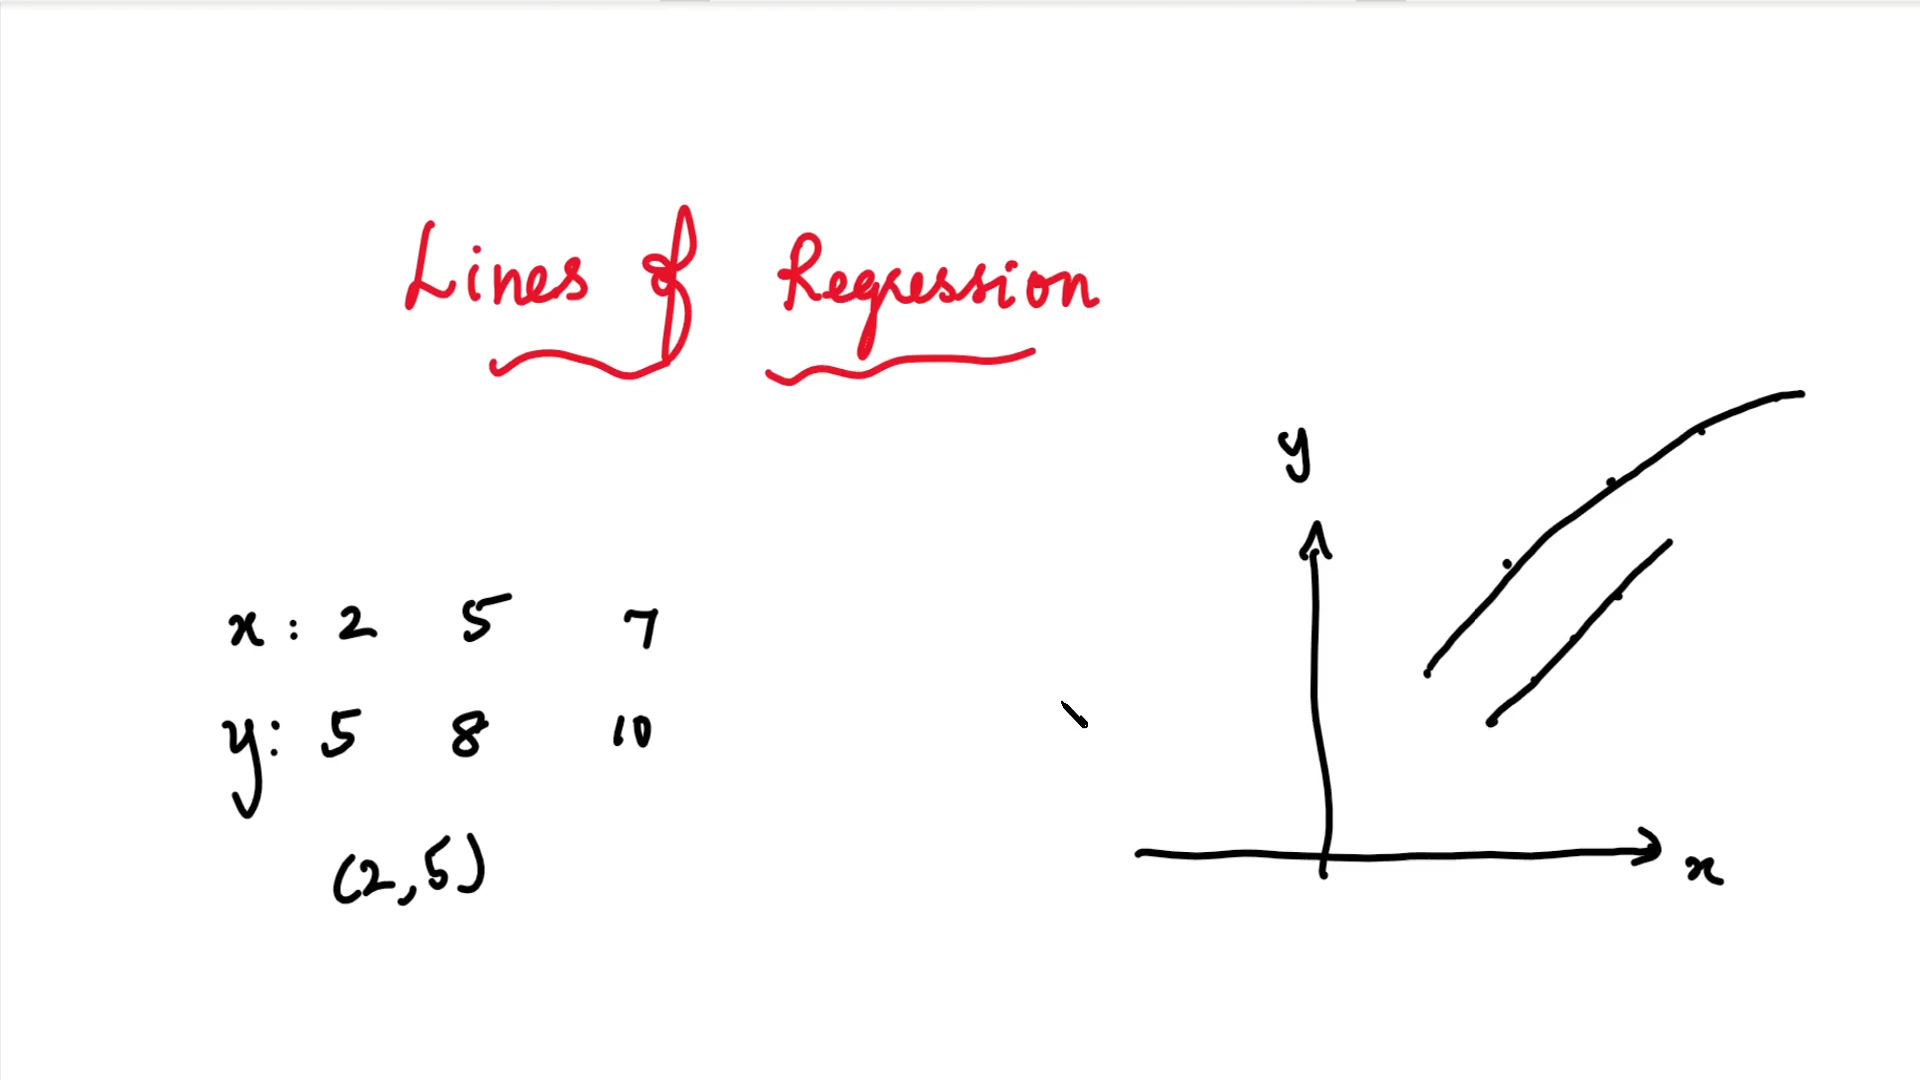 Lines of Regression
y
x : 2 5 7
y : 5 8 10
(2,5)
x